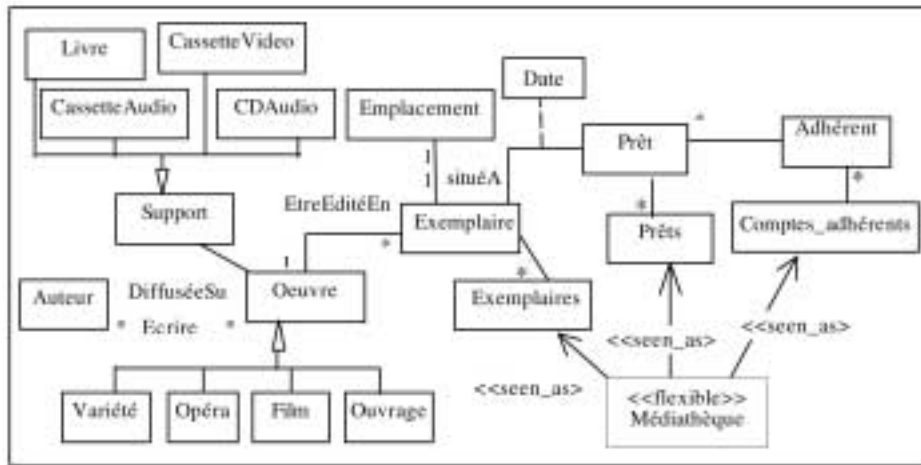 Livre
CassetteVideo
CassetteAudio
CDAudio
Emplacement
Date
Prêt
*
Adhérent
1
1
situéA
*
Support
EtreEditéEn
Exemplaire
*
Prêts
Comptes_adhérents
*
1
Auteur
DiffuséeSu
Oeuvre
*
Exemplaires
* Ecrire *
<<seen_as>>
<<seen_as>>
<<seen_as>>
Variété
Opéra
Film
Ouvrage
<<flexible>>
Médiathèque